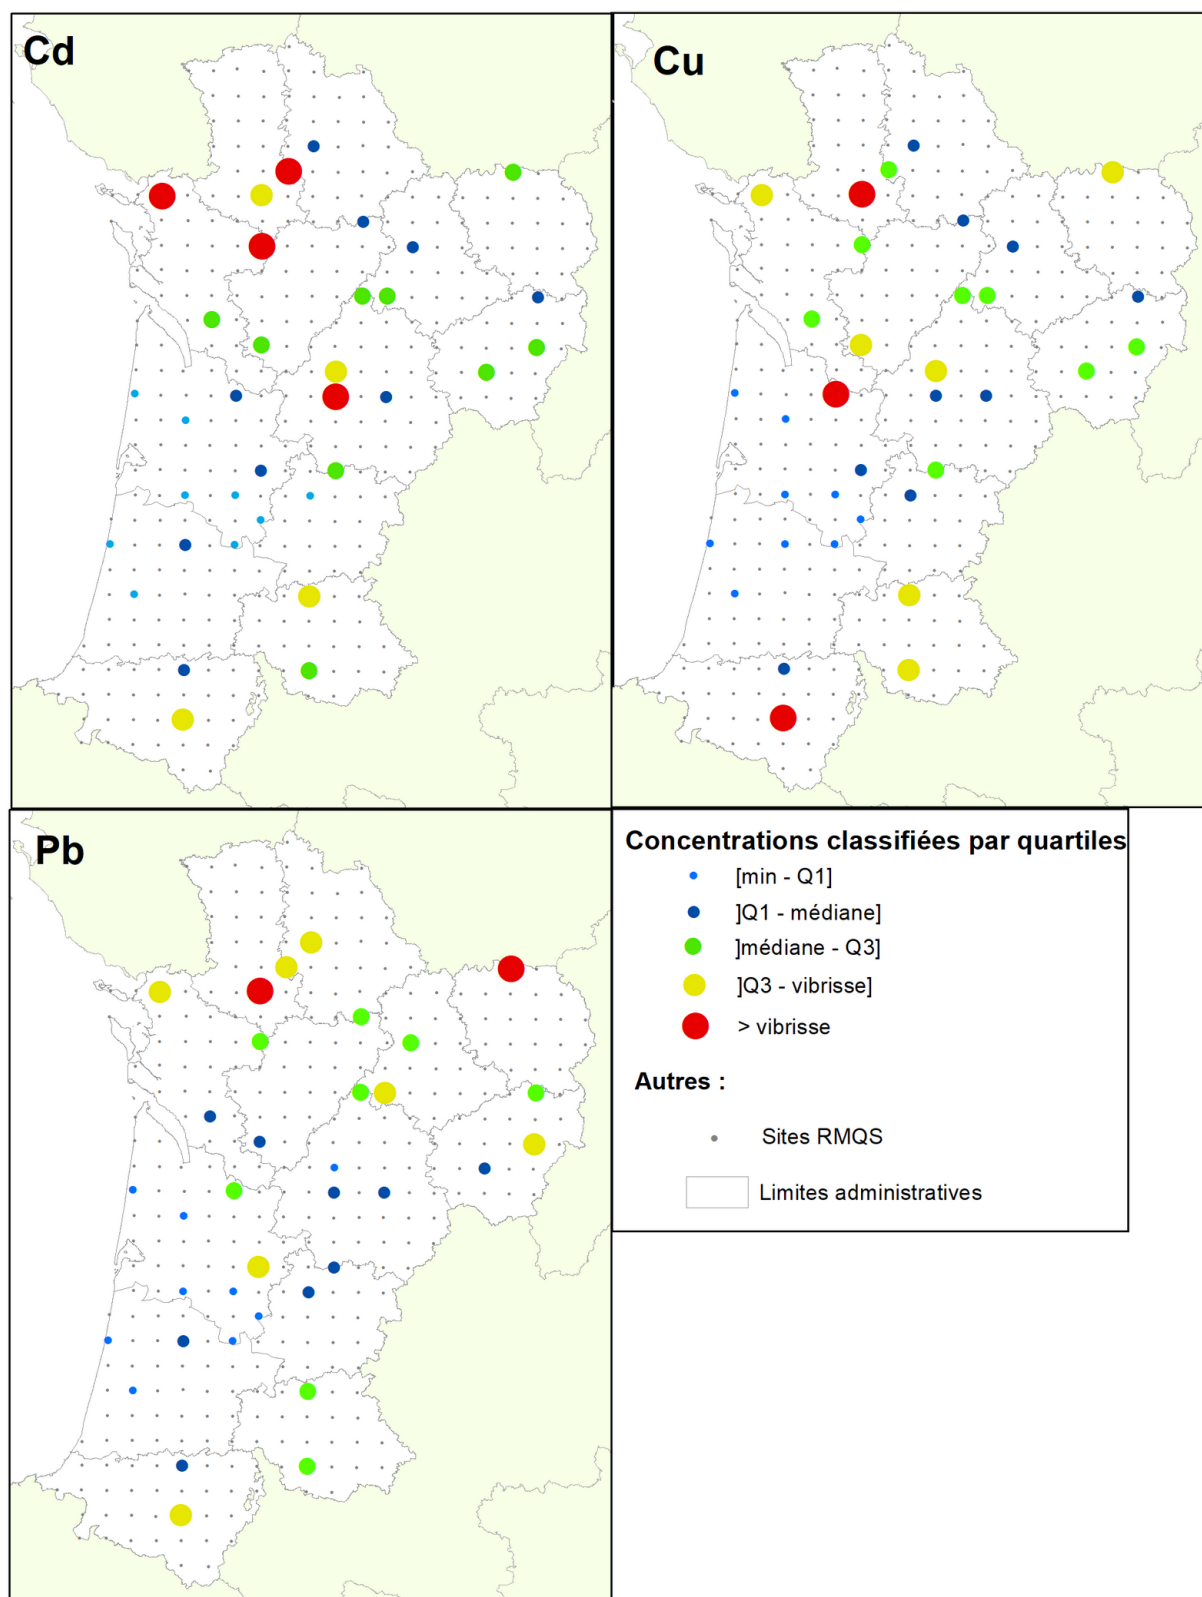 Cd
Cu
Pb
Concentrations classifiées par quartiles
[min - Q1]
]Q1 - médiane]
]médiane - Q3]
]Q3 - vibrisse]
> vibrisse
Autres :
Sites RMQS
Limites administratives